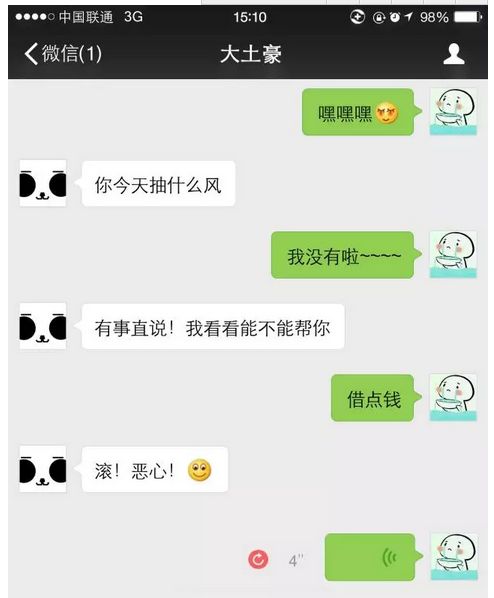 中国联通 3G 15:10 98%
微信(1) 大土豪
嘿嘿嘿
你今天抽什么风
我没有啦~~~~
有事直说！我看看能不能帮你
借点钱
滚！恶心！
4"